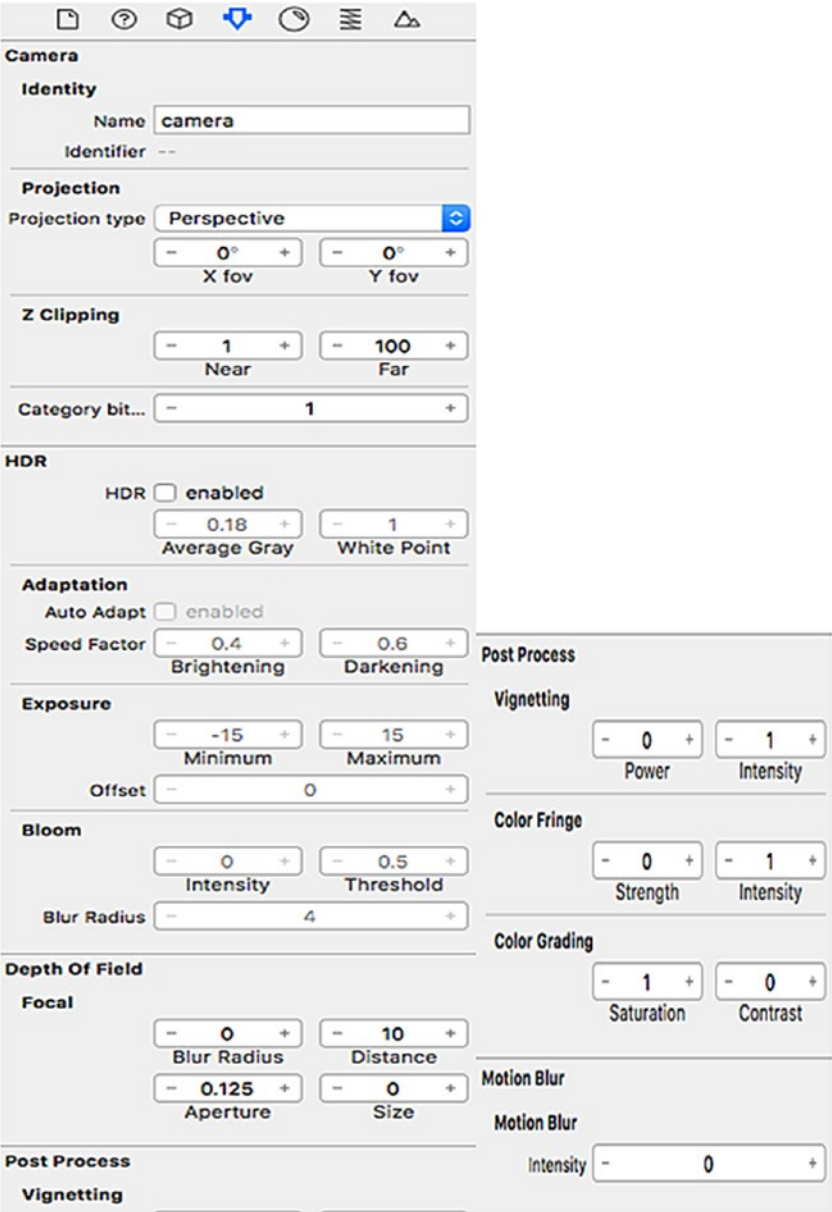 Camera
Identity
Name camera
Identifier --
Projection
Projection type Perspective
- 0° + - 0° +
X fov Y fov
Z Clipping
- 1 + - 100 +
Near Far
Category bit... - 1 +
HDR
HDR enabled
- 0.18 + - 1 +
Average Gray White Point
Adaptation
Auto Adapt enabled
Speed Factor - 0.4 + - 0.6 +
Brightening Darkening
Exposure
- -15 + - 15 +
Minimum Maximum
Offset - 0 +
Bloom
- 0 + - 0.5 +
Intensity Threshold
Blur Radius - 4 +
Depth Of Field
Focal
- 0 + - 10 +
Blur Radius Distance
- 0.125 + - 0 +
Aperture Size
Post Process
Vignetting
Post Process
Vignetting
- 0 + - 1 +
Power Intensity
Color Fringe
- 0 + - 1 +
Strength Intensity
Color Grading
- 1 + - 0 +
Saturation Contrast
Motion Blur
Motion Blur
Intensity - 0 +